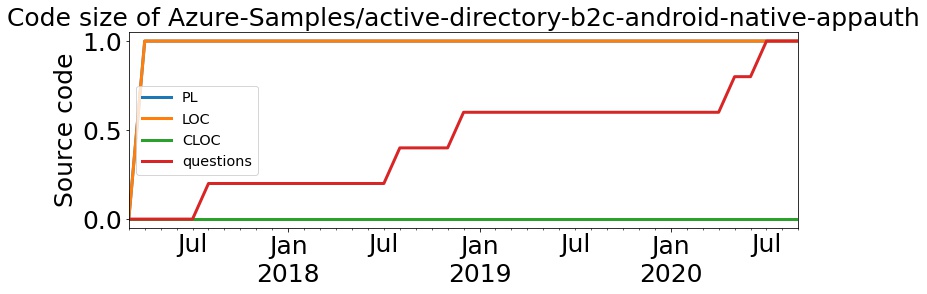 Code size of Azure-Samples/active-directory-b2c-android-native-appauth
Source code
1.0
0.5
0.0
PL
LOC
CLOC
questions
Jul Jan Jul Jan Jul Jan Jul
2018 2019 2020